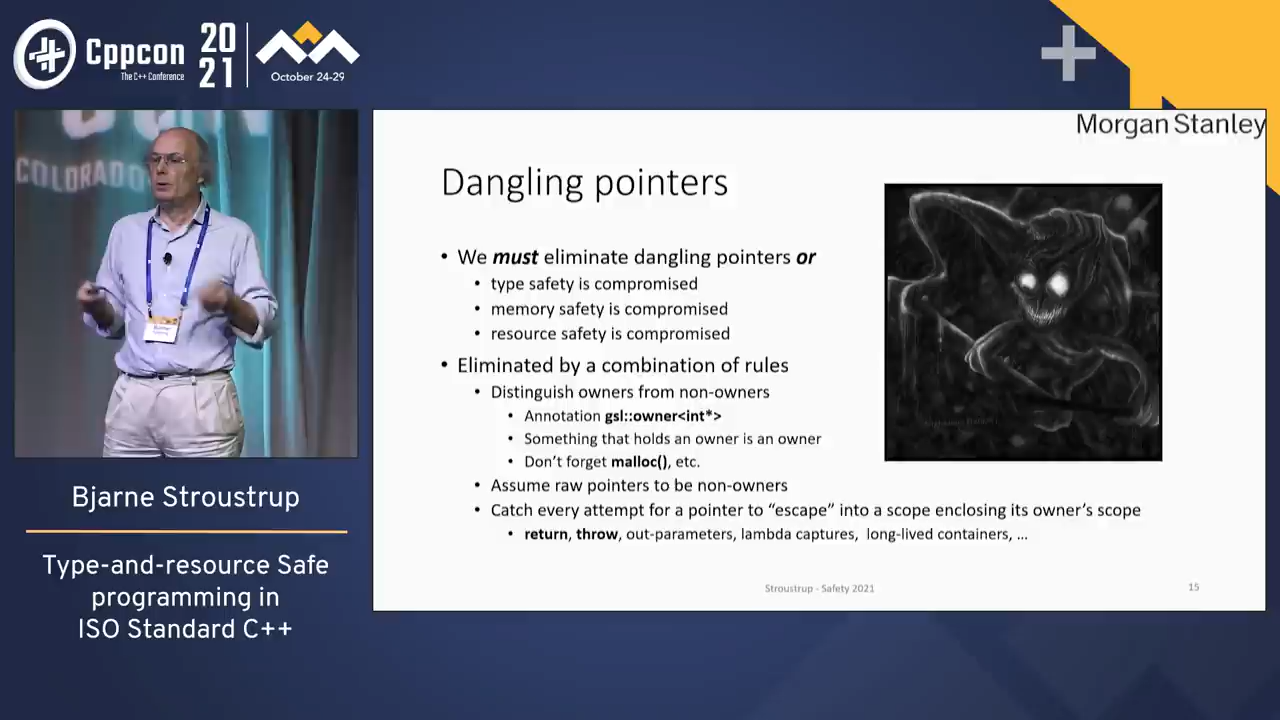 Cppcon
The C++ Conference
20
21
October 24-29
Morgan Stanley
COLORADO
Dangling pointers
• We must eliminate dangling pointers or
• type safety is compromised
• memory safety is compromised
• resource safety is compromised
• Eliminated by a combination of rules
• Distinguish owners from non-owners
• Annotation gsl::owner<int*>
• Something that holds an owner is an owner
• Don't forget malloc(), etc.
• Assume raw pointers to be non-owners
• Catch every attempt for a pointer to “escape” into a scope enclosing its owner's scope
• return, throw, out-parameters, lambda captures, long-lived containers, …
Stroustrup - Safety 2021
15
Bjarne Stroustrup
Type-and-resource Safe
programming in
ISO Standard C++